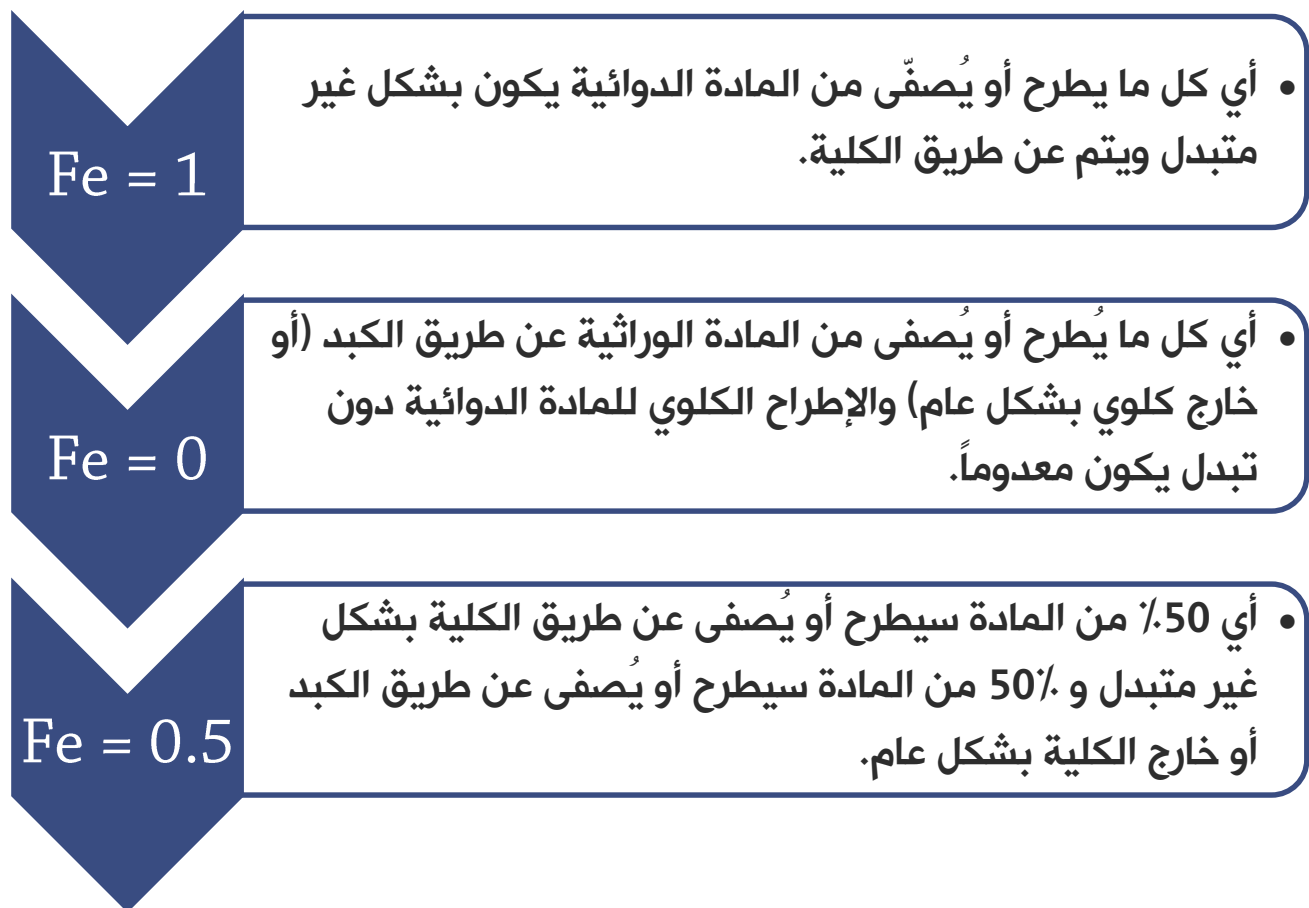 Fe = 1
• أي كل ما يطرح أو يُصفّى من المادة الدوائية يكون بشكل غير
متبدل ويتم عن طريق الكلية.
Fe = 0
• أي كل ما يُطرح أو يُصفى من المادة الوراثية عن طريق الكبد (أو
خارج كلوي بشكل عام) والإطراح الكلوي للمادة الدوائية دون
تبدل يكون معدوماً.
Fe = 0.5
• أي 50٪ من المادة سيطرح أو يُصفى عن طريق الكلية بشكل
غير متبدل و 50٪ من المادة سيطرح أو يُصفى عن طريق الكبد
أو خارج الكلية بشكل عام.